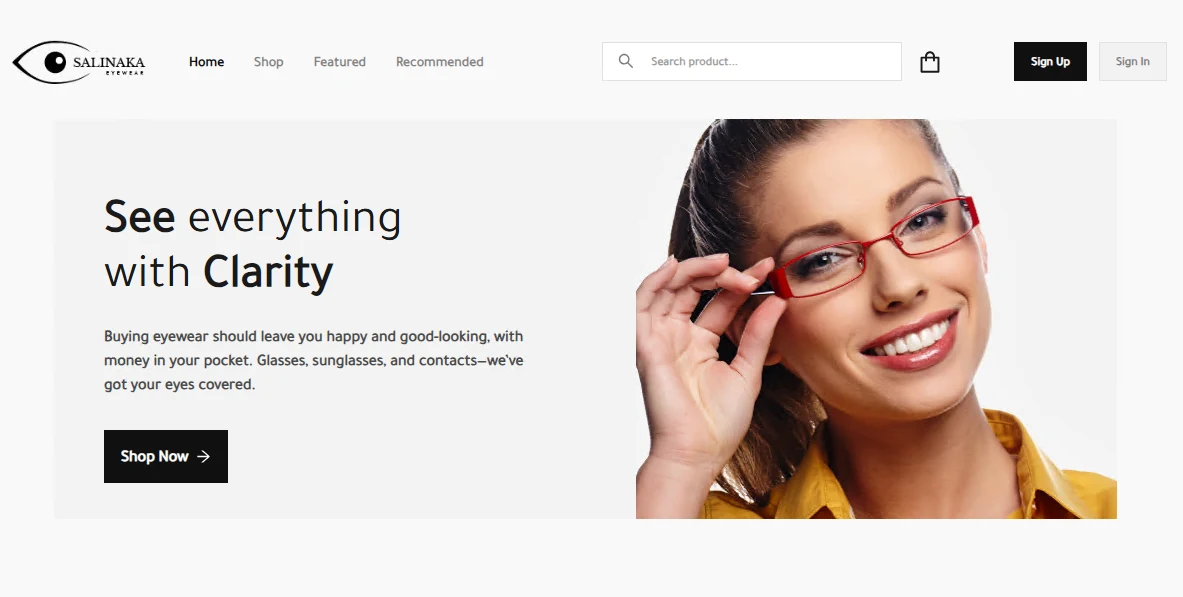 SALINAKA
EYEWEAR
Home Shop Featured Recommended
Search product...
Sign Up Sign In
See everything
with Clarity
Buying eyewear should leave you happy and good-looking, with
money in your pocket. Glasses, sunglasses, and contacts—we've
got your eyes covered.
Shop Now →